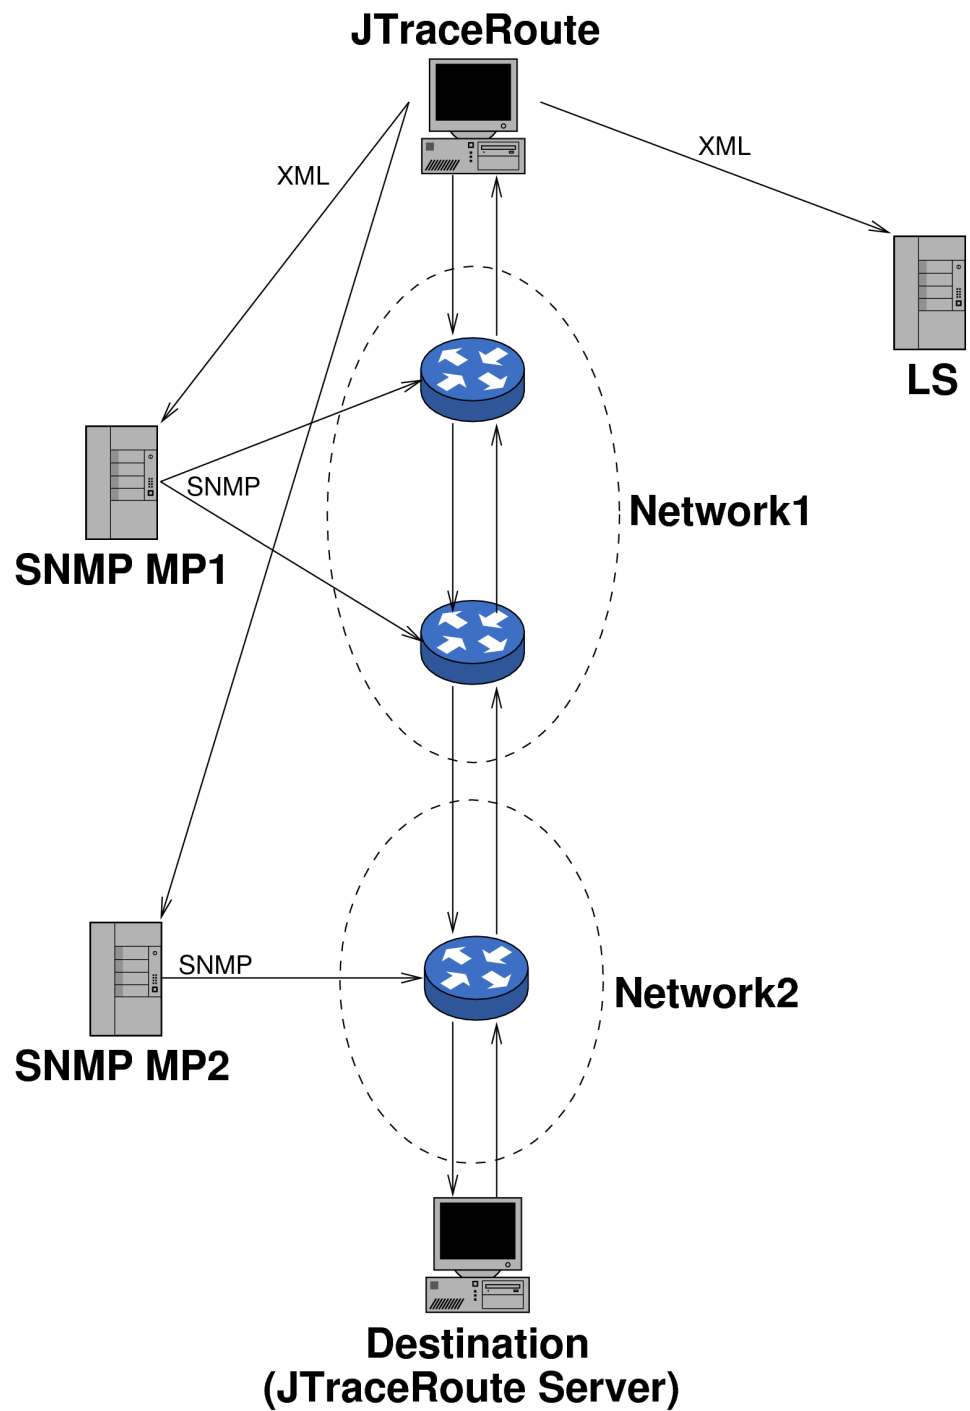 JTraceRoute
XML
XML
LS
SNMP
Network1
SNMP MP1
SNMP
Network2
SNMP MP2
Destination
(JTraceRoute Server)